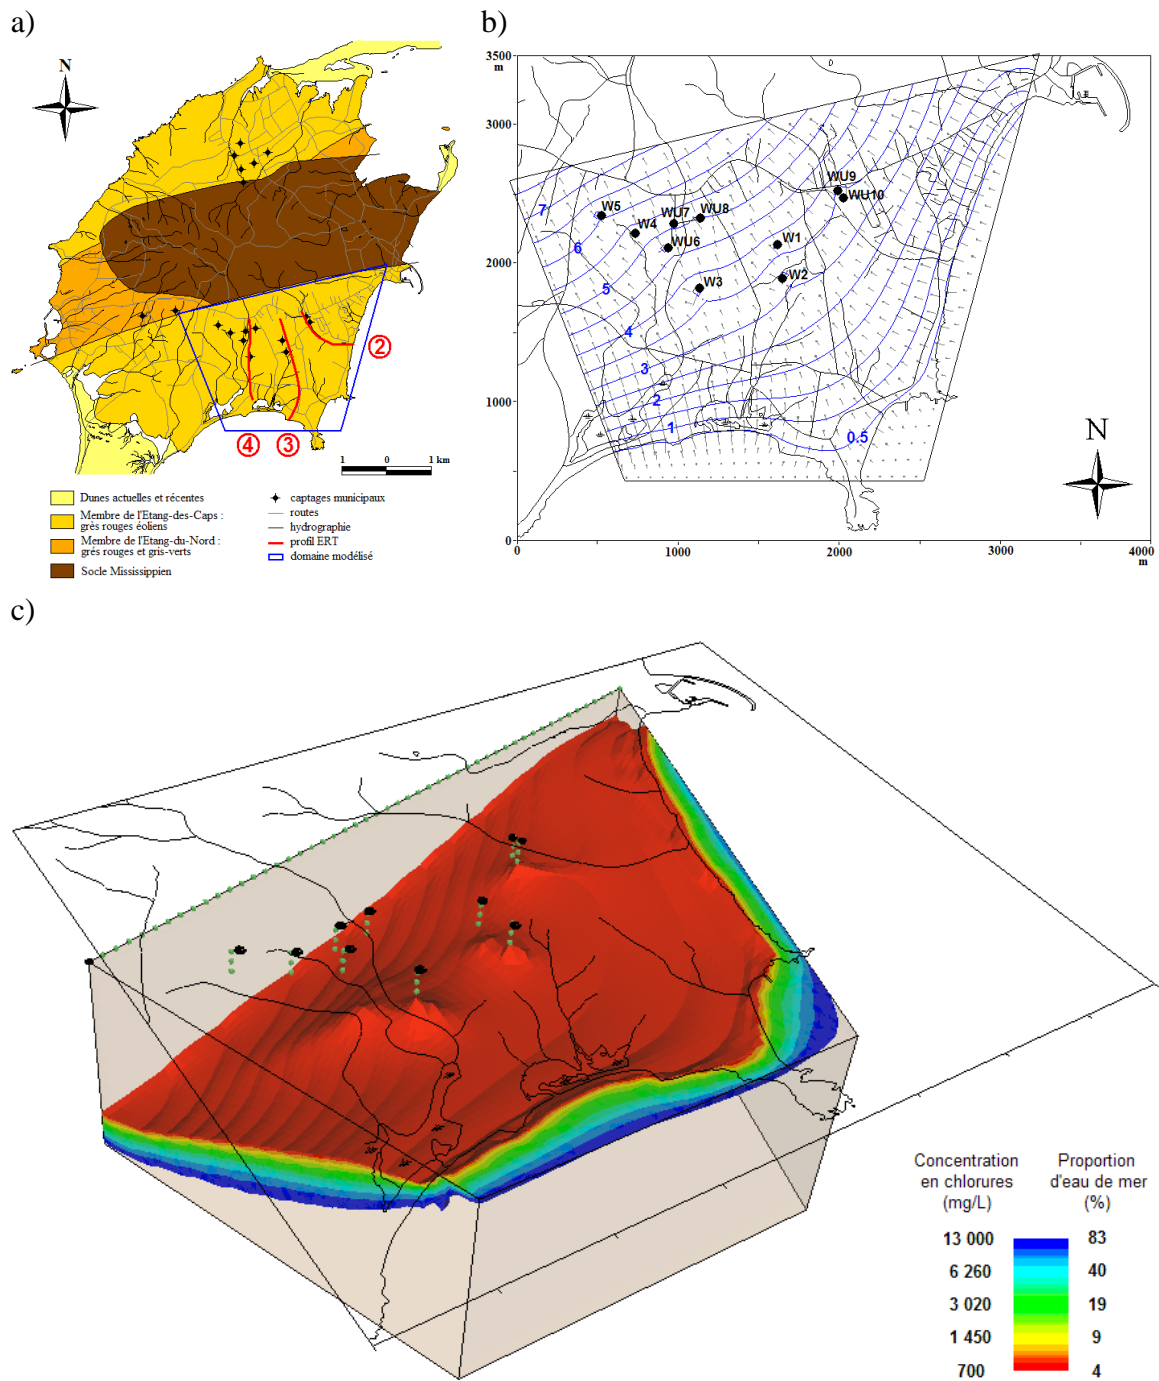 a)
N
②
④ ③
1 0 1 km
Dunes actuelles et récentes
Membre de l'Etang-des-Caps :
grès rouges éoliens
Membre de l'Etang-du-Nord :
grés rouges et gris-verts
Socle Mississippien
captages municipaux
routes
hydrographie
profil ERT
domaine modélisé
b)
3500
m
3000
2000
1000
0
0 1000 2000 3000 4000
m
WU9
WU10
W5
W4
WU7
WU8
WU6
W1
W2
W3
7
6
5
4
3
2
1
0.5
N
c)
Concentration
en chlorures
(mg/L)
Proportion
d'eau de mer
(%)
13 000 83
6 260 40
3 020 19
1 450 9
700 4